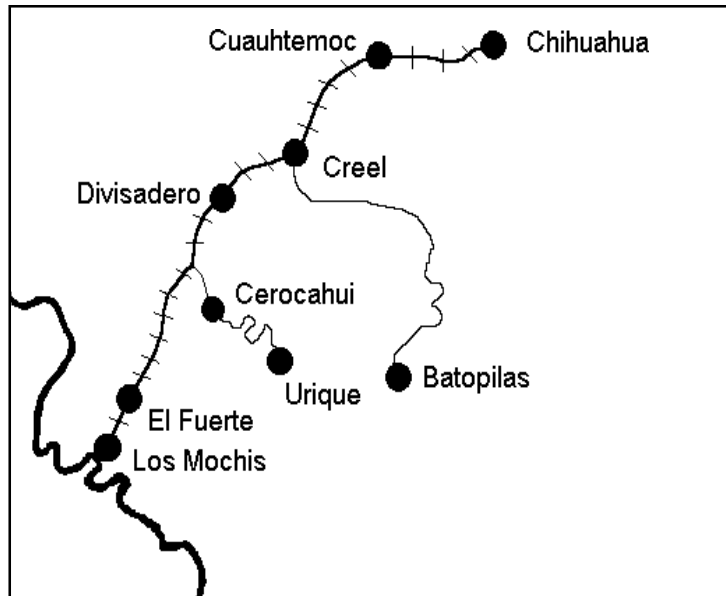 Cuauhtemoc
Chihuahua
Creel
Divisadero
Cerocahui
Urique
Batopilas
El Fuerte
Los Mochis